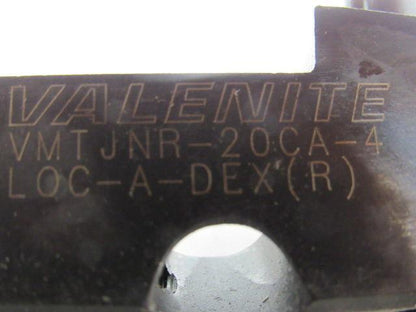 VALENITE
VMTJNR-20CA-4
LOC-A-DEX(R)